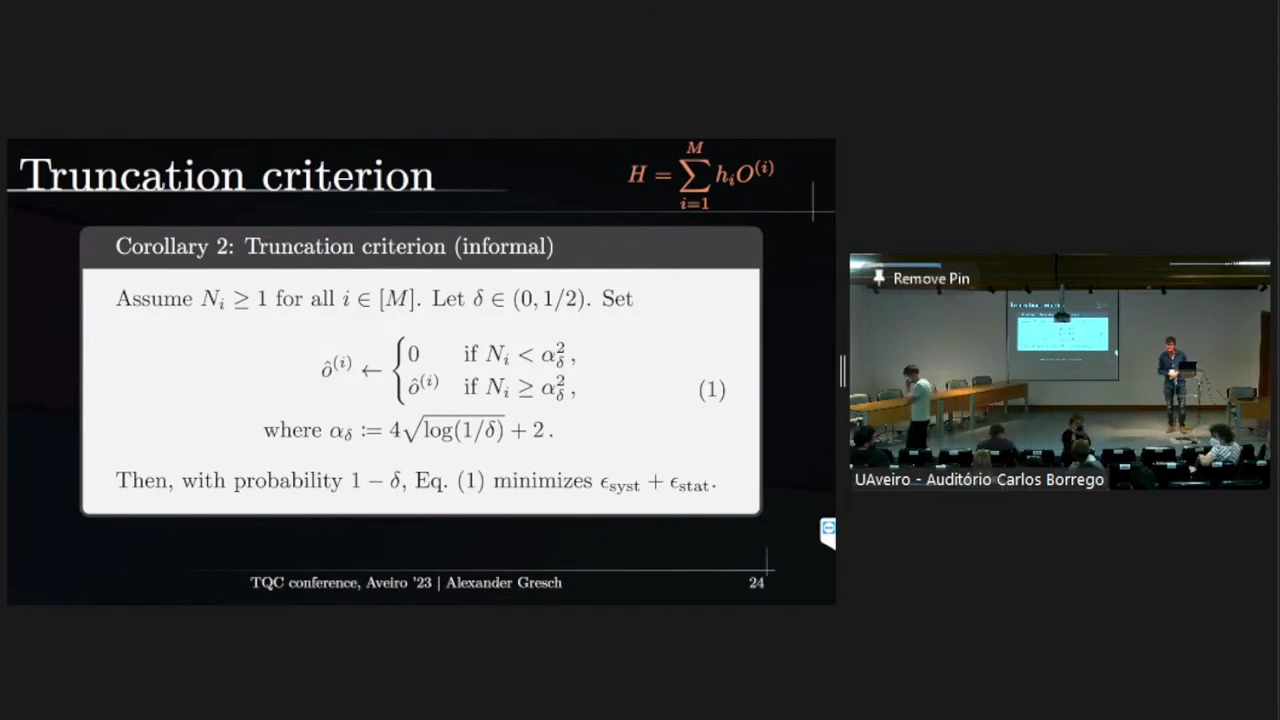 Truncation criterion
H = \sum_{i=1}^{M} h_i O^{(i)}
Corollary 2: Truncation criterion (informal)
Assume N_i ≥ 1 for all i ∈ [M]. Let δ ∈ (0, 1/2). Set
ô^{(i)} ← { 0 if N_i < α_δ^2 ,
ô^{(i)} if N_i ≥ α_δ^2 ,
(1)
where α_δ := 4√log(1/δ) + 2 .
Then, with probability 1 − δ, Eq. (1) minimizes ϵ_syst + ϵ_stat.
TQC conference, Aveiro '23 | Alexander Gresch
24
Remove Pin
UAveiro - Auditório Carlos Borrego